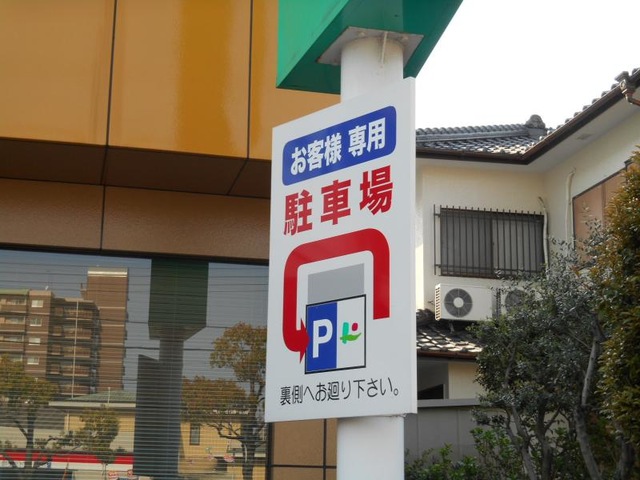 お客様 専用
駐車場
P
裏側へお廻り下さい。